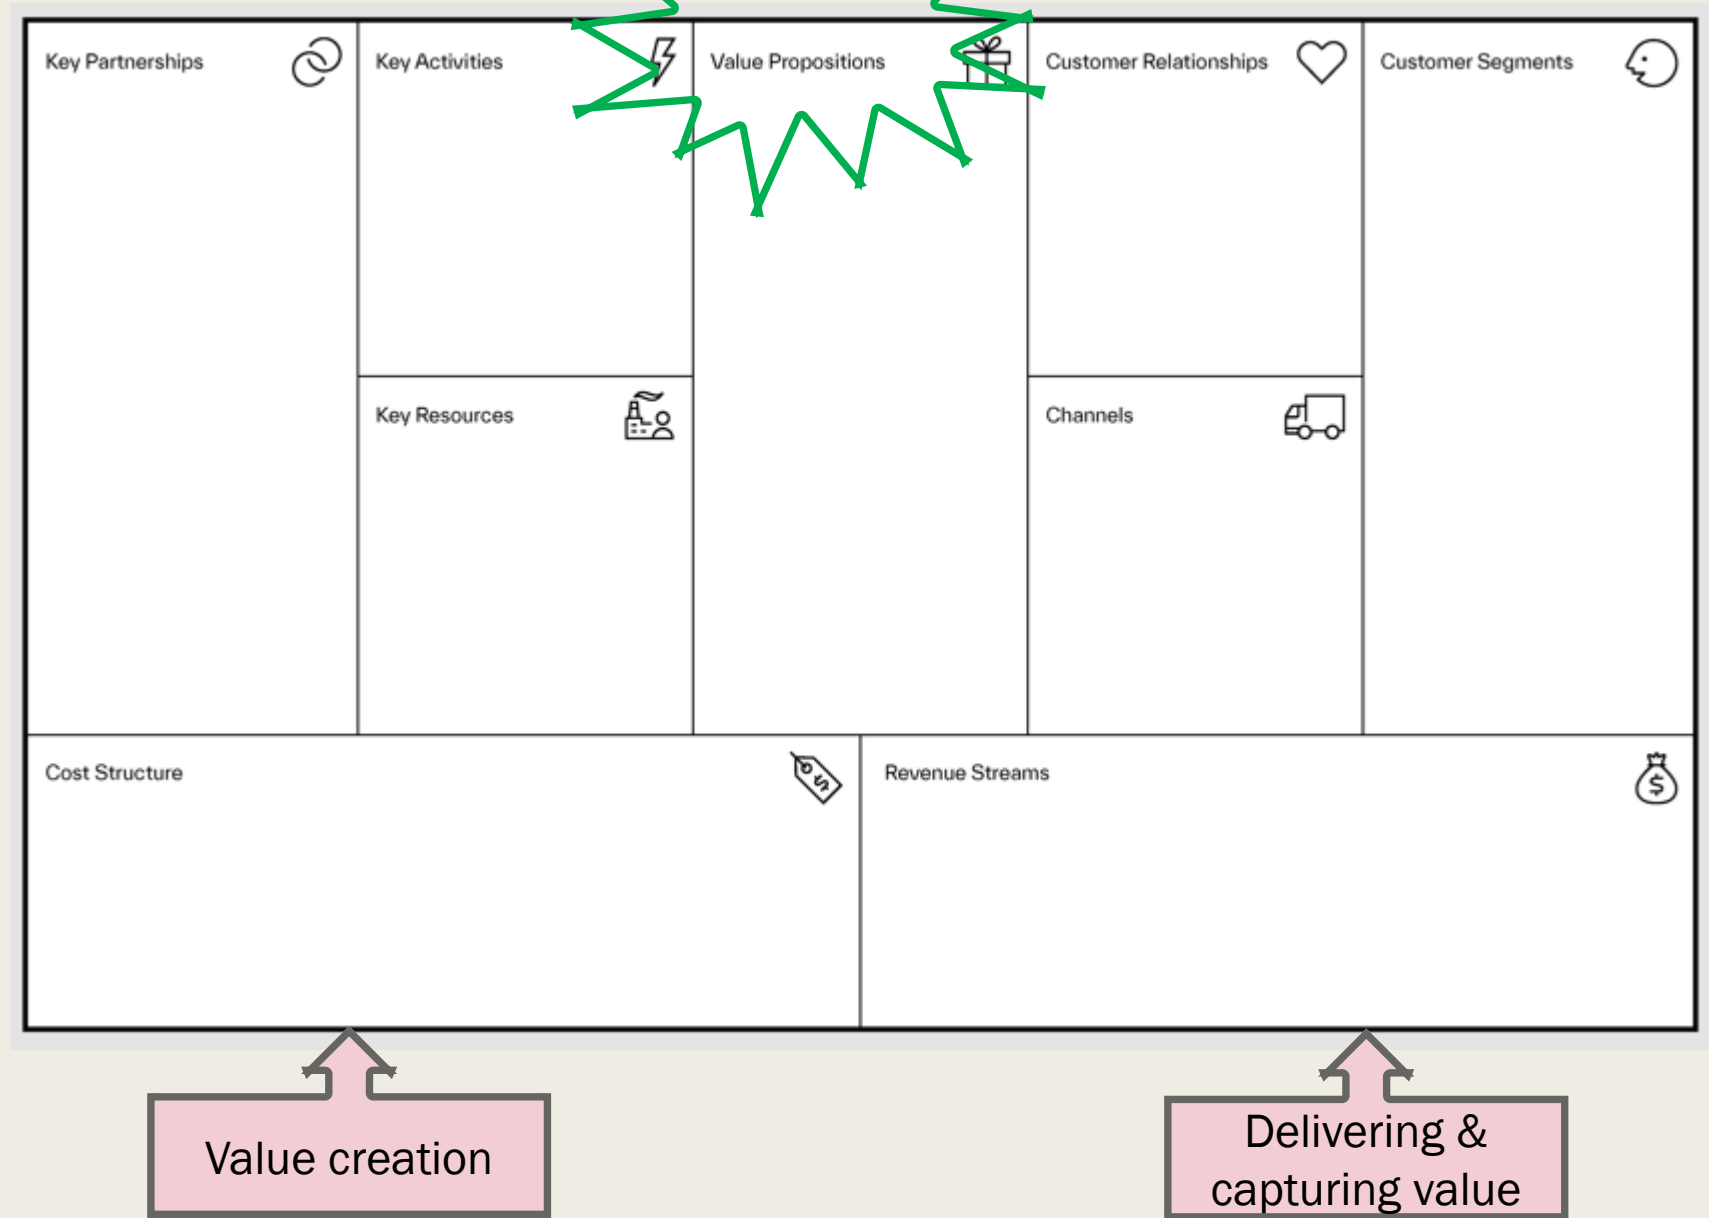 Key Partnerships
Key Activities
Value Propositions
Customer Relationships
Customer Segments
Key Resources
Channels
Cost Structure
$
Revenue Streams
$
Value creation
Delivering &
capturing value